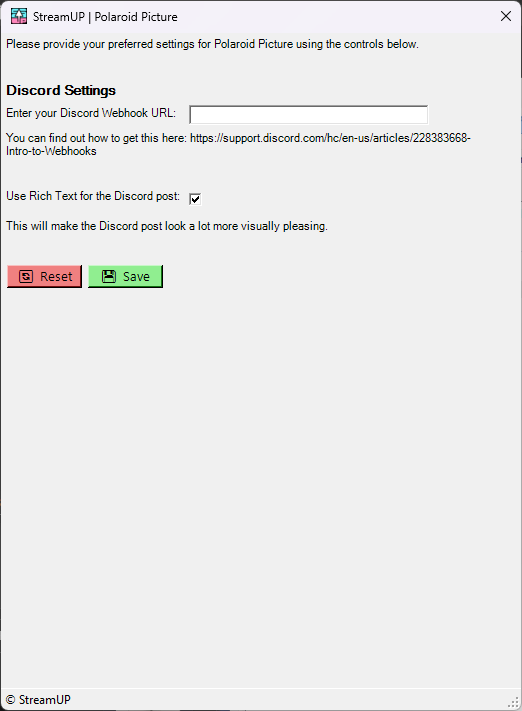 StreamUP | Polaroid Picture
Please provide your preferred settings for Polaroid Picture using the controls below.
Discord Settings
Enter your Discord Webhook URL:
You can find out how to get this here: https://support.discord.com/hc/en-us/articles/228383668-
Intro-to-Webhooks
Use Rich Text for the Discord post:
This will make the Discord post look a lot more visually pleasing.
Reset Save
© StreamUP